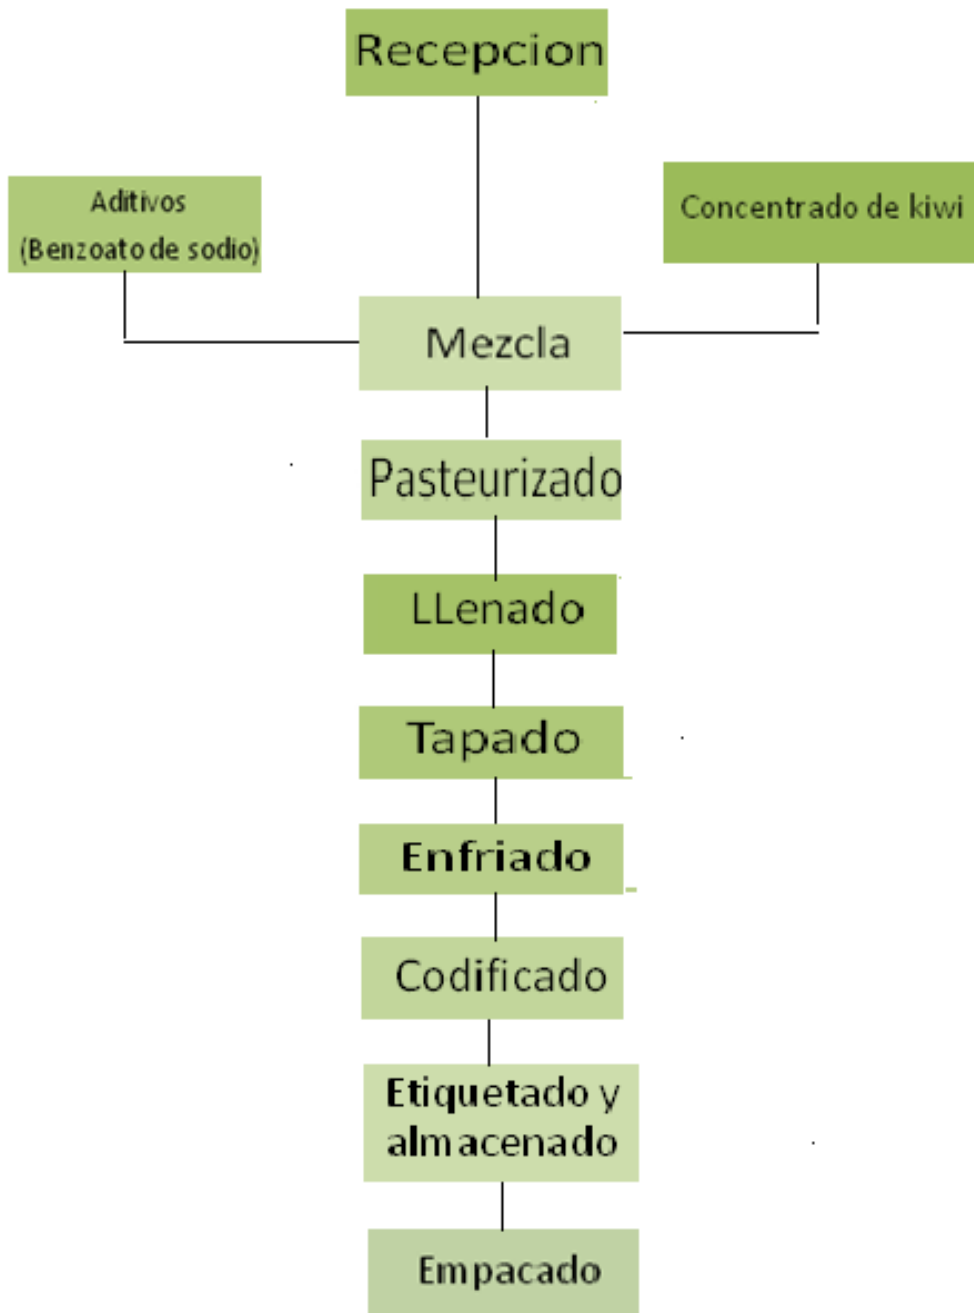 Recepcion
Aditivos
(Benzoato de sodio)
Concentrado de kiwi
Mezcla
Pasteurizado
LLenado
Tapado
Enfriado
Codificado
Etiquetado y
almacenado
Empacado